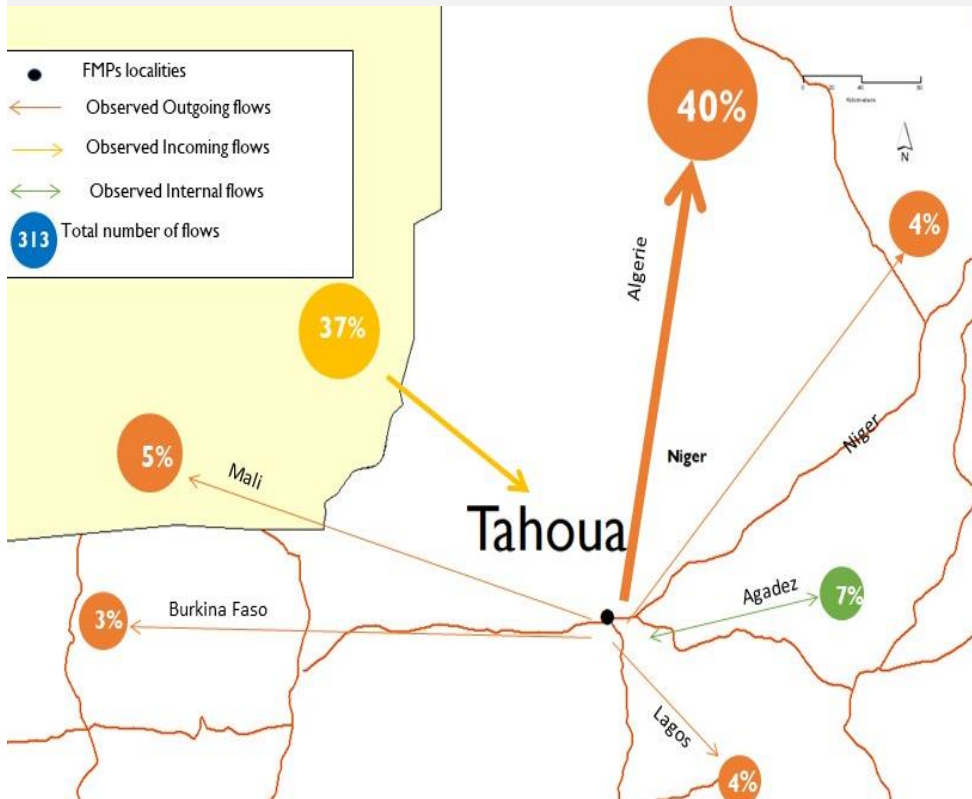 FMPs localities
Observed Outgoing flows
Observed Incoming flows
Observed Internal flows
313 Total number of flows
40%
4%
Algerie
37%
5%
Mali
Niger
Niger
Tahoua
Agadez
7%
Burkina Faso
3%
Lagos
4%
N